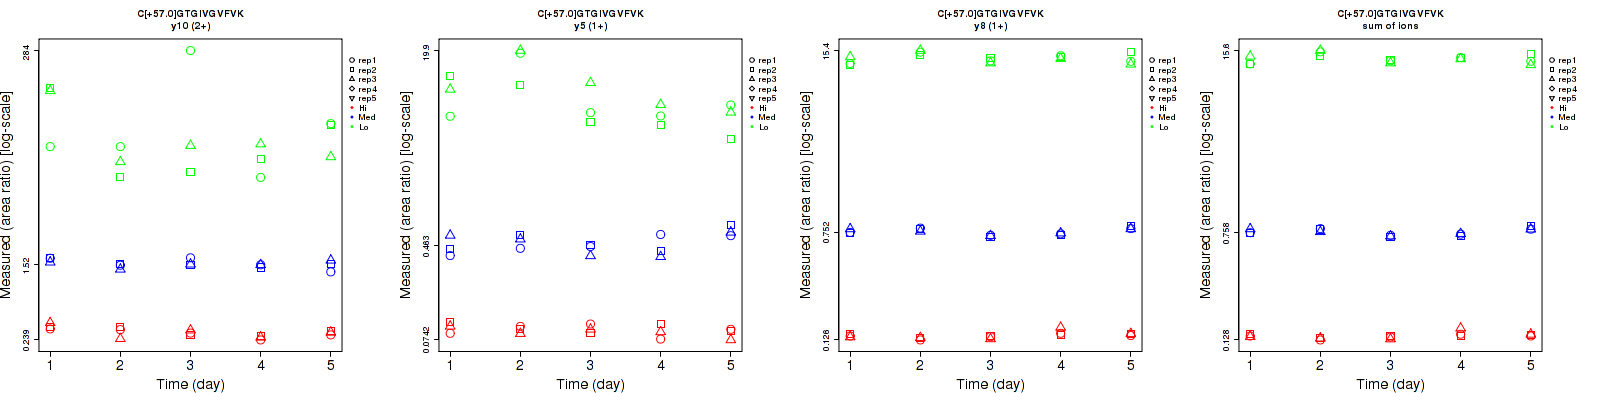 C[+57.0]GTGIVGVFVK
y10 (2+)
Measured (area ratio) [log-scale]
284
1.52
0.239
1 2 3 4 5
Time (day)
rep1
rep2
rep3
rep4
rep5
Hi
Med
Lo
C[+57.0]GTGIVGVFVK
y5 (1+)
Measured (area ratio) [log-scale]
19.9
0.463
0.0742
1 2 3 4 5
Time (day)
rep1
rep2
rep3
rep4
rep5
Hi
Med
Lo
C[+57.0]GTGIVGVFVK
y8 (1+)
Measured (area ratio) [log-scale]
15.4
0.752
0.126
1 2 3 4 5
Time (day)
rep1
rep2
rep3
rep4
rep5
Hi
Med
Lo
C[+57.0]GTGIVGVFVK
sum of ions
Measured (area ratio) [log-scale]
15.6
0.758
0.128
1 2 3 4 5
Time (day)
rep1
rep2
rep3
rep4
rep5
Hi
Med
Lo